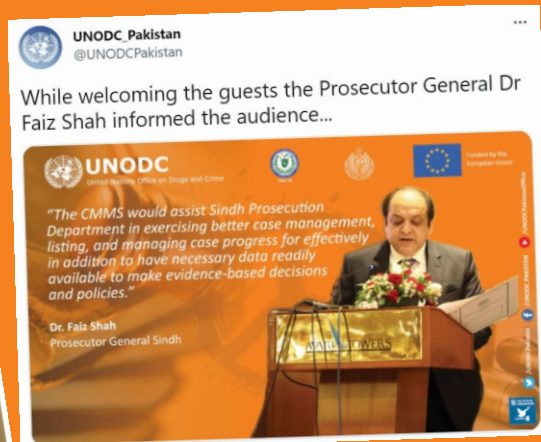 UNODC_Pakistan
@UNODCPakistan
While welcoming the guests the Prosecutor General Dr
Faiz Shah informed the audience...
UNODC
United Nations Office on Drugs and Crime
Funded by the
European Union
"The CMMS would assist Sindh Prosecution
Department in exercising better case management,
listing, and managing case progress for effectively
in addition to have necessary data readily
available to make evidence-based decisions
and policies."
Dr. Faiz Shah
Prosecutor General Sindh
TOWERS